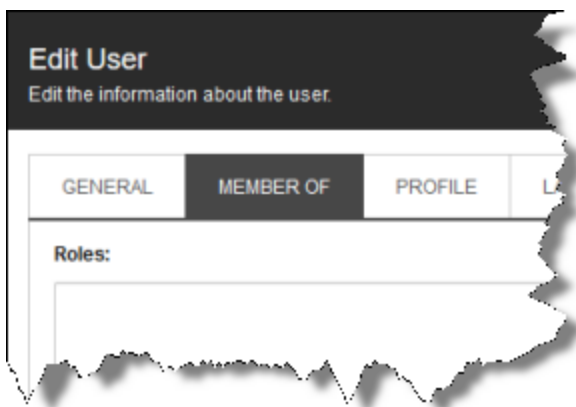 Edit User
Edit the information about the user.
GENERAL MEMBER OF PROFILE
Roles: